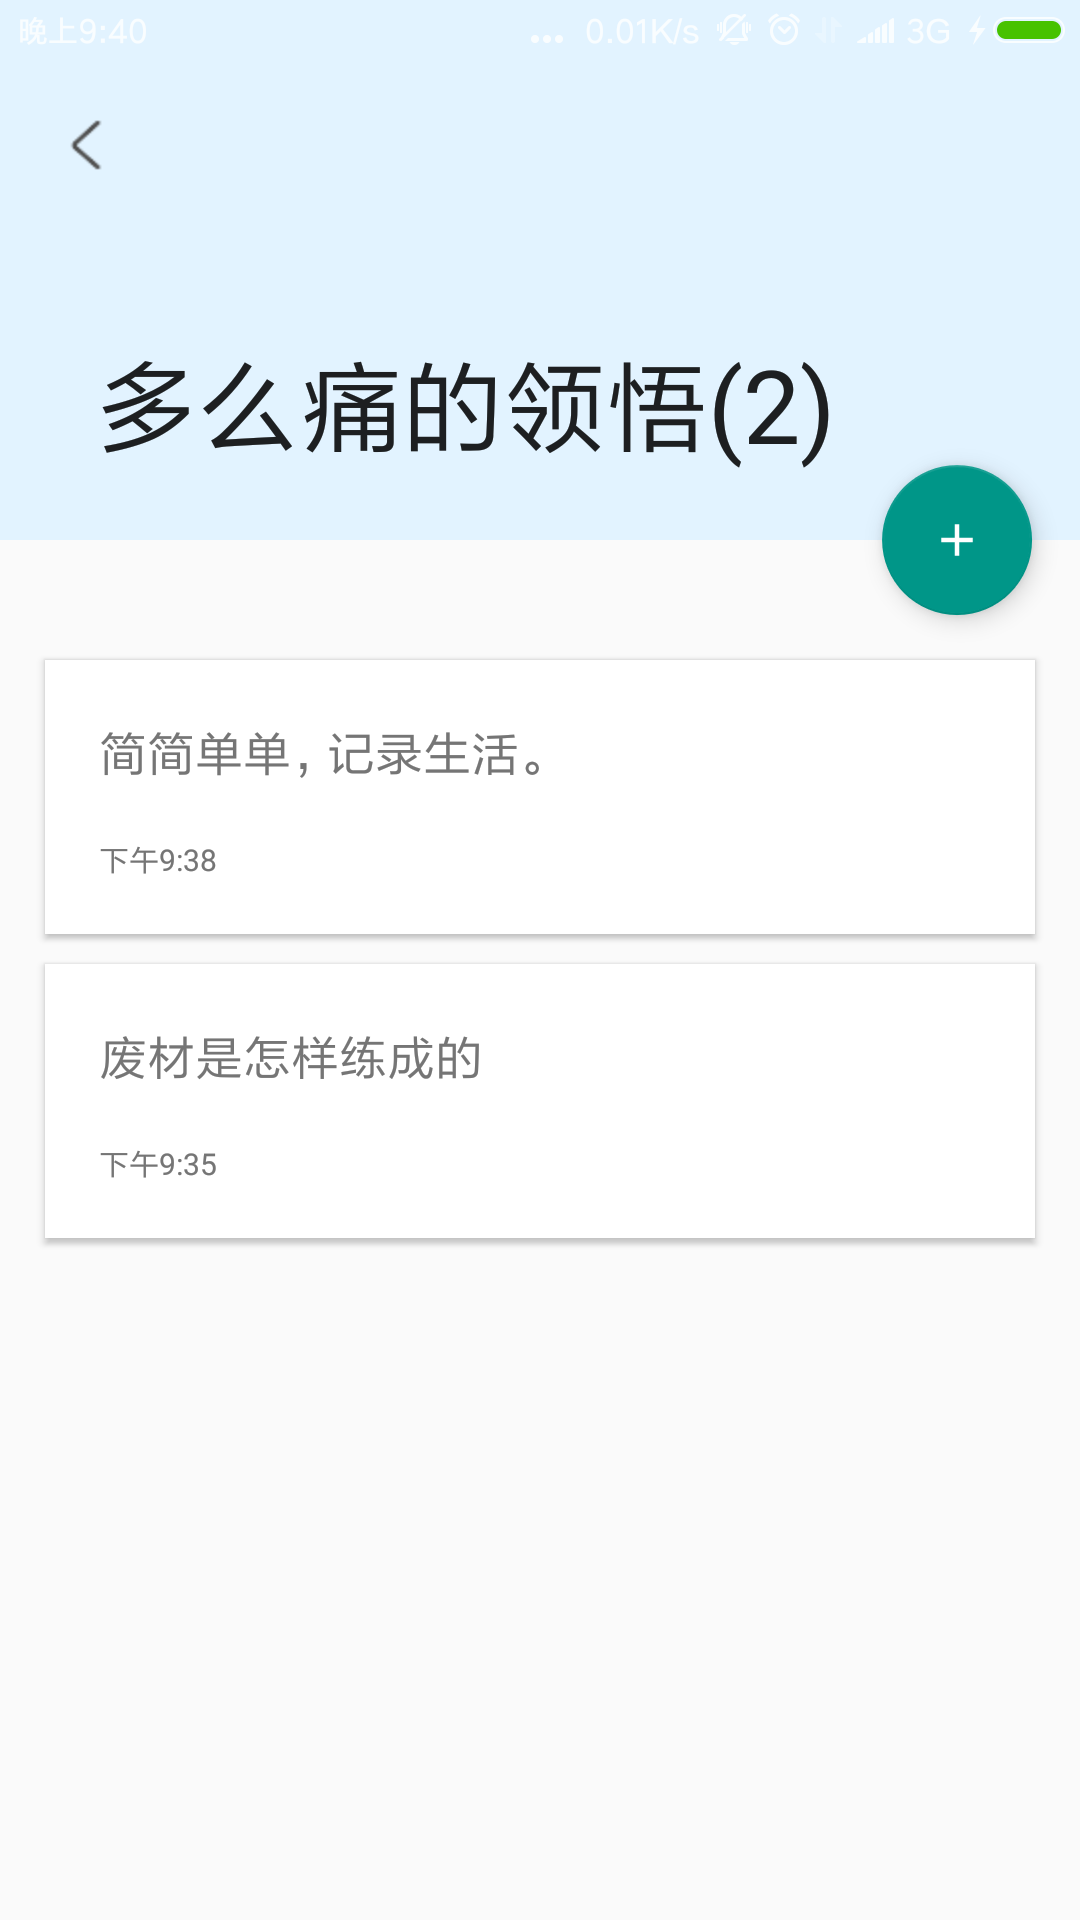 晚上9:40
... 0.01K/s 3G
多么痛的领悟(2)
+
简简单单，记录生活。
下午9:38
废材是怎样练成的
下午9:35